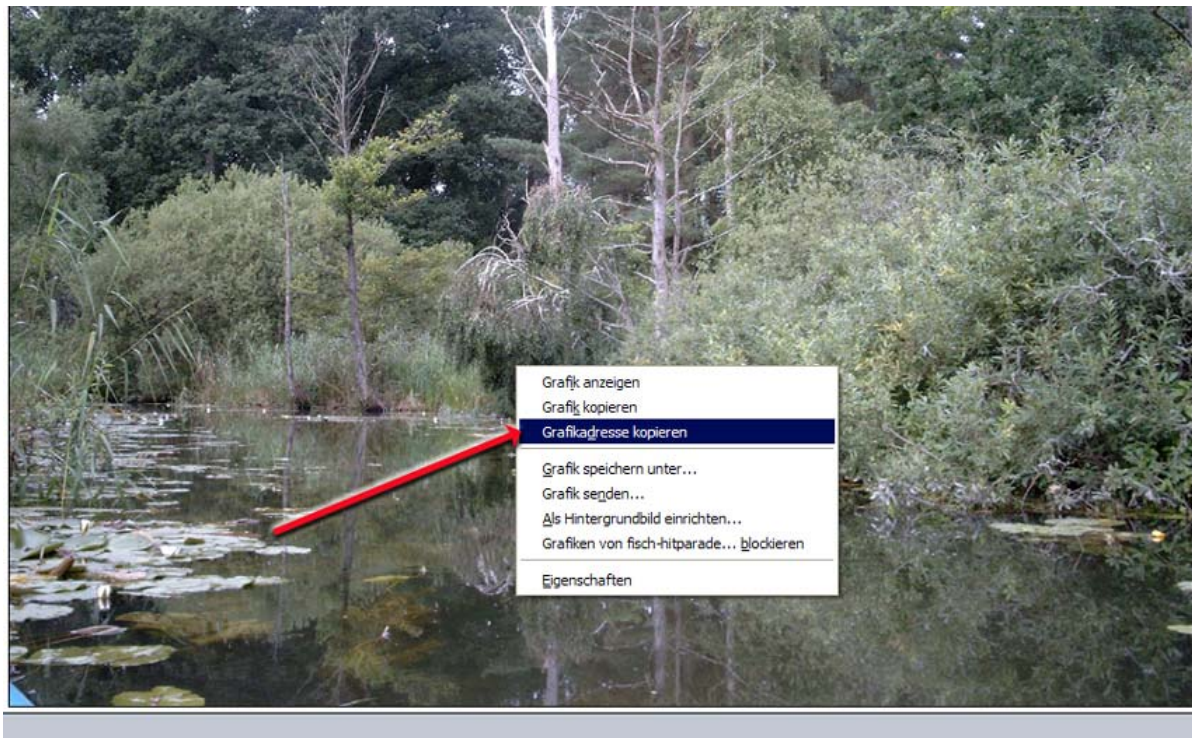 Grafik anzeigen
Grafik kopieren
Grafikadresse kopieren
Grafik speichern unter...
Grafik senden...
Als Hintergrundbild einrichten...
Grafiken von fisch-hitparade... blockieren
Eigenschaften